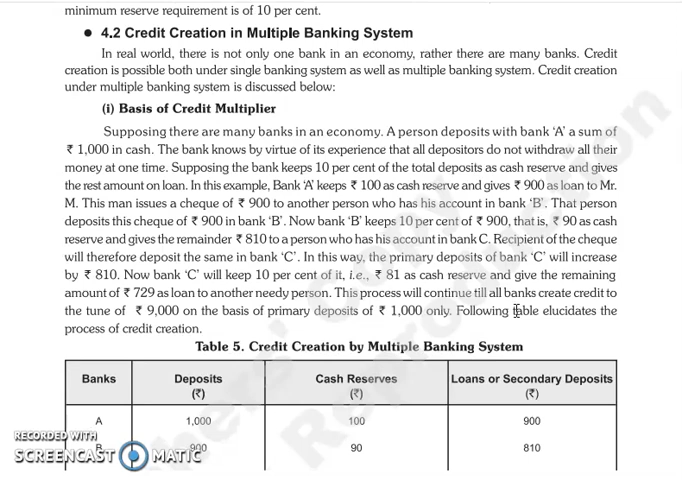 minimum reserve requirement is of 10 per cent.
● 4.2 Credit Creation in Multiple Banking System
In real world, there is not only one bank in an economy, rather there are many banks. Credit
creation is possible both under single banking system as well as multiple banking system. Credit creation
under multiple banking system is discussed below:
(i) Basis of Credit Multiplier
Supposing there are many banks in an economy. A person deposits with bank 'A' a sum of
₹ 1,000 in cash. The bank knows by virtue of its experience that all depositors do not withdraw all their
money at one time. Supposing the bank keeps 10 per cent of the total deposits as cash reserve and gives
the rest amount on loan. In this example, Bank 'A' keeps ₹ 100 as cash reserve and gives ₹ 900 as loan to Mr.
M. This man issues a cheque of ₹ 900 to another person who has his account in bank 'B'. That person
deposits this cheque of ₹ 900 in bank 'B'. Now bank 'B' keeps 10 per cent of ₹ 900, that is, ₹ 90 as cash
reserve and gives the remainder ₹ 810 to a person who has his account in bank C. Recipient of the cheque
will therefore deposit the same in bank 'C'. In this way, the primary deposits of bank 'C' will increase
by ₹ 810. Now bank 'C' will keep 10 per cent of it, i.e., ₹ 81 as cash reserve and give the remaining
amount of ₹ 729 as loan to another needy person. This process will continue till all banks create credit to
the tune of ₹ 9,000 on the basis of primary deposits of ₹ 1,000 only. Following table elucidates the
process of credit creation.
Table 5. Credit Creation by Multiple Banking System
Banks Deposits Cash Reserves Loans or Secondary Deposits
(₹) (₹) (₹)
A 1,000 100 900
B 900 90 810
RECORDED WITH
SCREENCAST MATIC